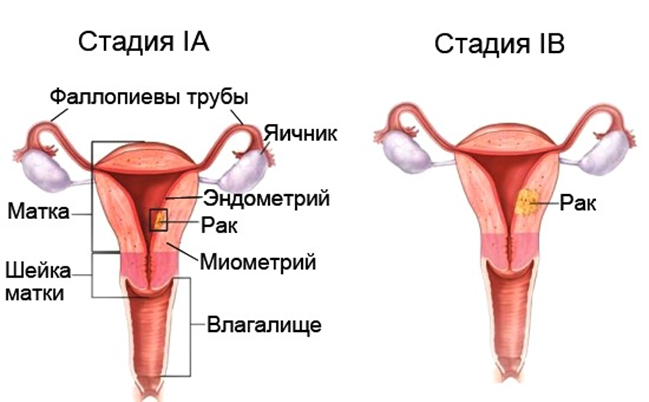 Стадия IA
Стадия IB
Фаллопиевы трубы
Яичник
Эндометрий
Матка
Рак
Рак
Миометрий
Шейка
матки
Влагалище